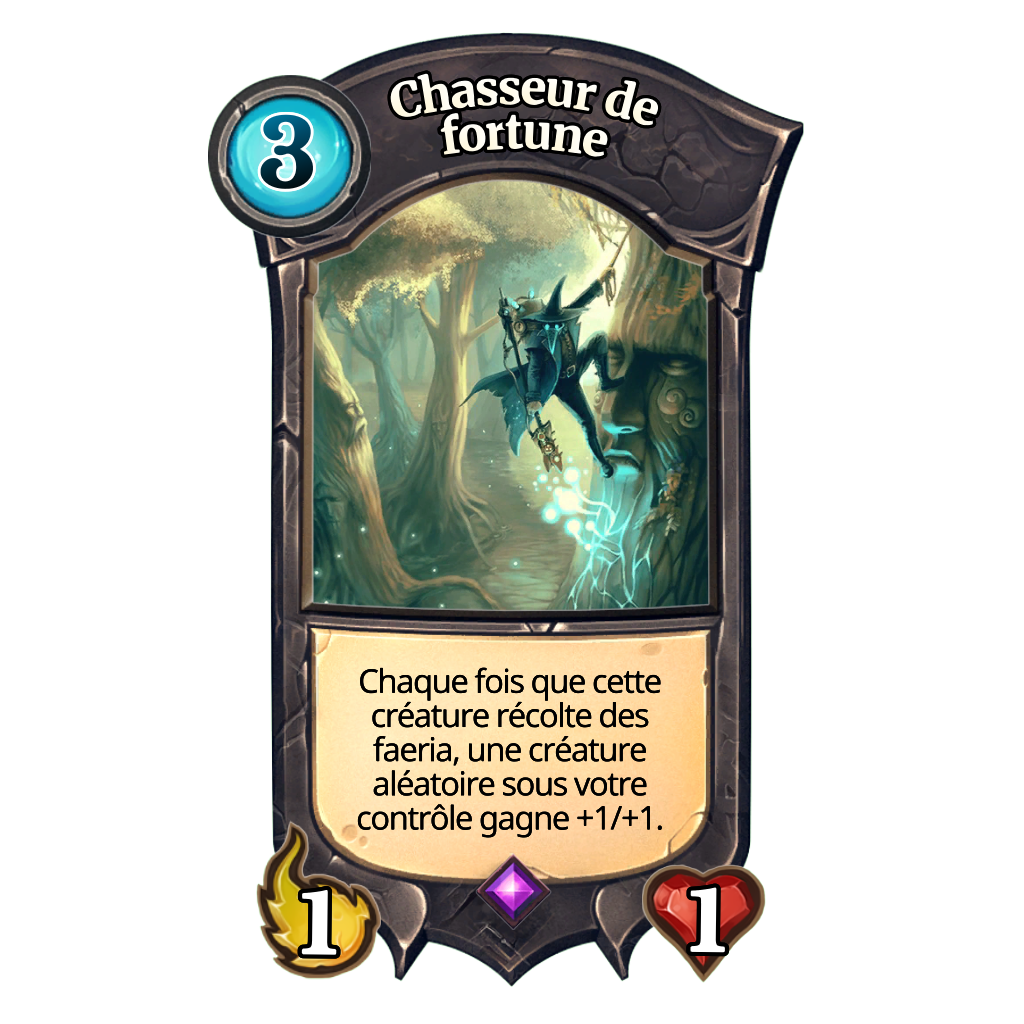 3
Chasseur de
fortune
Chaque fois que cette
créature récolte des
faeria, une créature
aléatoire sous votre
contrôle gagne +1/+1.
1
1